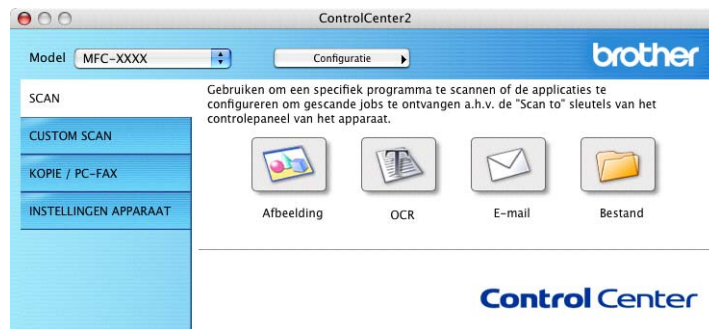 ControlCenter2
Model MFC-XXXX Configuratie brother
SCAN
CUSTOM SCAN
KOPIE / PC-FAX
INSTELLINGEN APPARAAT
Gebruiken om een specifiek programma te scannen of de applicaties te
configureren om gescande jobs te ontvangen a.h.v. de "Scan to" sleutels van het
controlepaneel van het apparaat.
Afbeelding OCR E-mail Bestand
Control Center